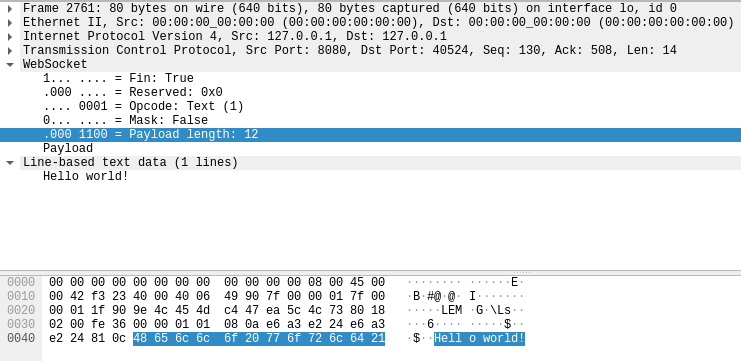 Frame 2761: 80 bytes on wire (640 bits), 80 bytes captured (640 bits) on interface lo, id 0
Ethernet II, Src: 00:00:00_00:00:00 (00:00:00:00:00:00), Dst: 00:00:00_00:00:00 (00:00:00:00:00:00)
Internet Protocol Version 4, Src: 127.0.0.1, Dst: 127.0.0.1
Transmission Control Protocol, Src Port: 8080, Dst Port: 40524, Seq: 130, Ack: 508, Len: 14
WebSocket
1... .... = Fin: True
.000 .... = Reserved: 0x0
.... 0001 = Opcode: Text (1)
0... .... = Mask: False
.000 1100 = Payload length: 12
Payload
Line-based text data (1 lines)
Hello world!
0000 00 00 00 00 00 00 00 00 00 00 00 00 08 00 45 00 ········ ······E·
0010 00 42 f3 23 40 00 40 06 49 90 7f 00 00 01 7f 00 ·B·#@·@· I·······
0020 00 01 1f 90 9e 4c 45 4d c4 47 ea 5c 4c 73 80 18 ·····LEM ·G·\Ls··
0030 02 00 fe 36 00 00 01 01 08 0a e6 a3 e2 24 e6 a3 ···6···· ·····$··
0040 e2 24 81 0c 48 65 6c 6c 6f 20 77 6f 72 6c 64 21 ·$··Hell o world!